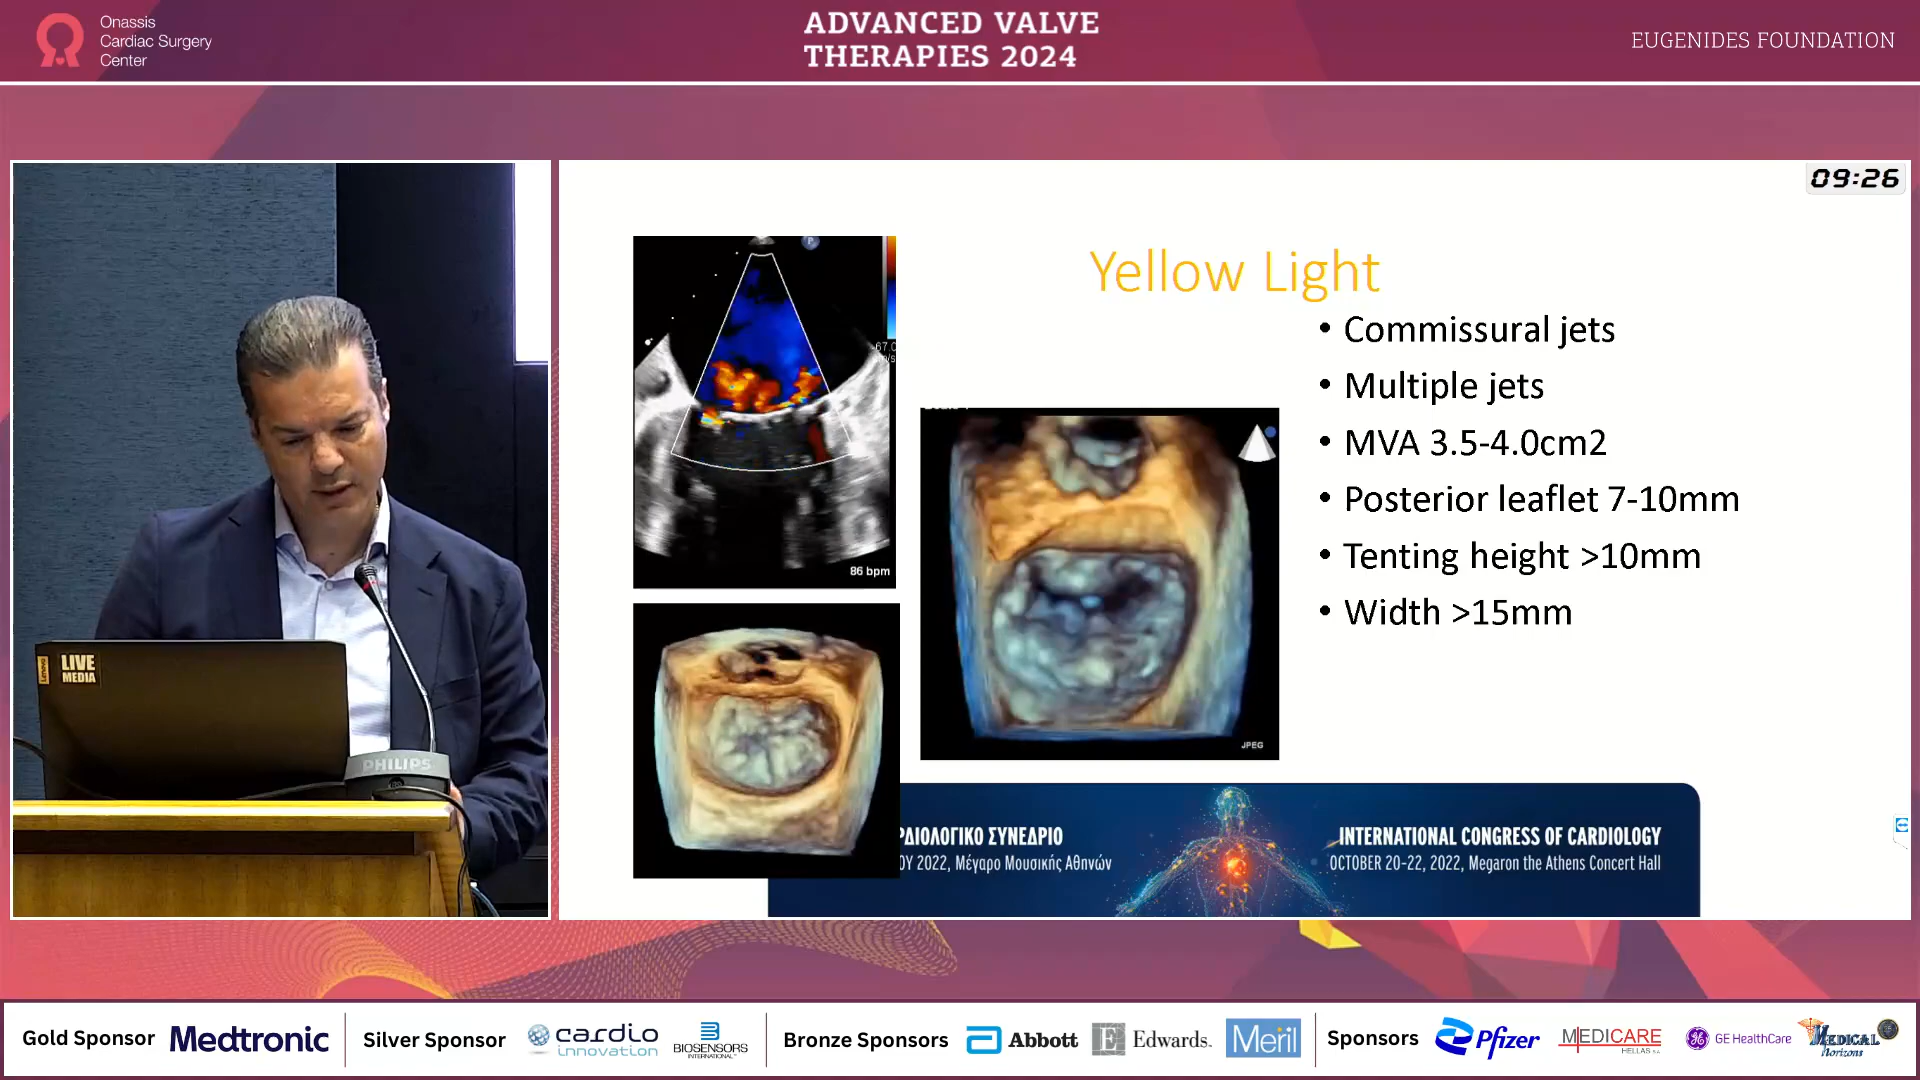 Onassis
Cardiac Surgery
Center
ADVANCED VALVE
THERAPIES 2024
EUGENIDES FOUNDATION
09:26
Yellow Light
• Commissural jets
• Multiple jets
• MVA 3.5-4.0cm2
• Posterior leaflet 7-10mm
• Tenting height >10mm
• Width >15mm
P
86 bpm
JPEG
LIVE
MEDIA
Lenovo
PHILIPS
ΡΔΙΟΛΟΓΙΚΟ ΣΥΝΕΔΡΙΟ
ΟΥ 2022, Μέγαρο Μουσικής Αθηνών
INTERNATIONAL CONGRESS OF CARDIOLOGY
OCTOBER 20-22, 2022, Megaron the Athens Concert Hall
Gold Sponsor Medtronic
Silver Sponsor cardio innovation BIOSENSORS INTERNATIONAL™
Bronze Sponsors Abbott Edwards. Meril
Sponsors Pfizer MEDICARE HELLAS S.A GE HealthCare MEDICAL Horizons